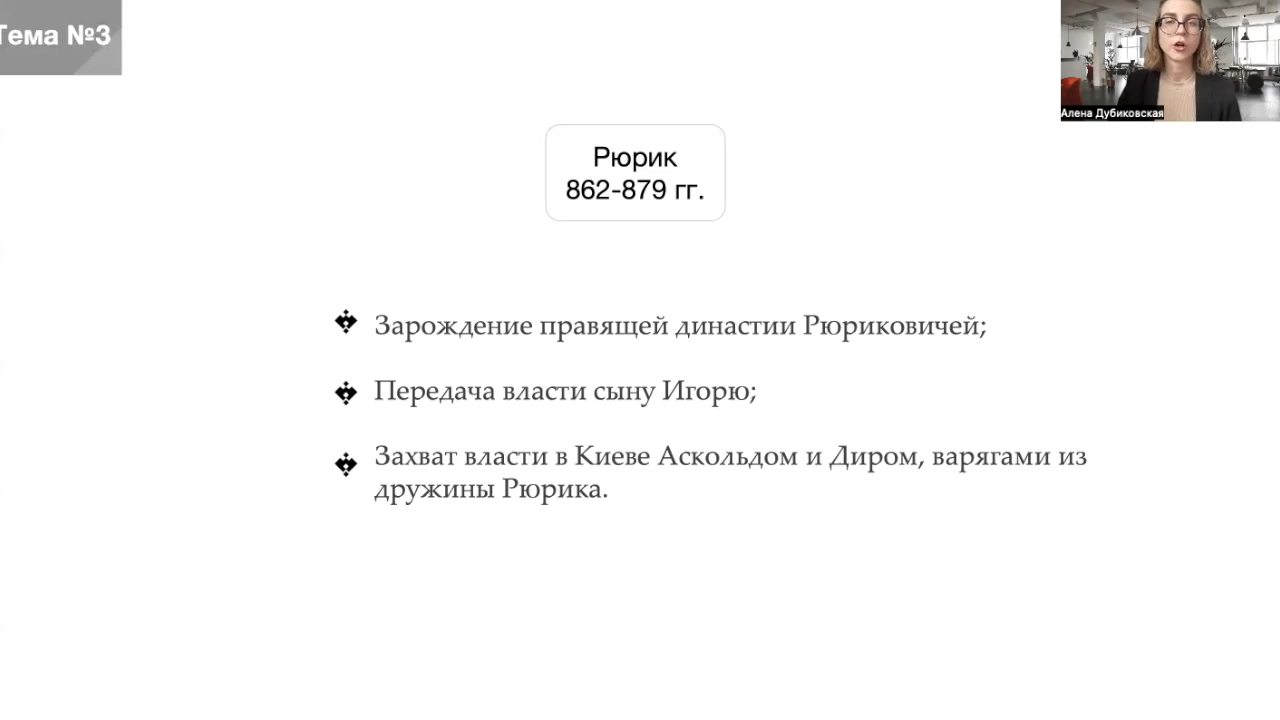 Тема №3
Алена Дубиковская
Рюрик
862-879 гг.
Зарождение правящей династии Рюриковичей;
Передача власти сыну Игорю;
Захват власти в Киеве Аскольдом и Диром, варягами из
дружины Рюрика.